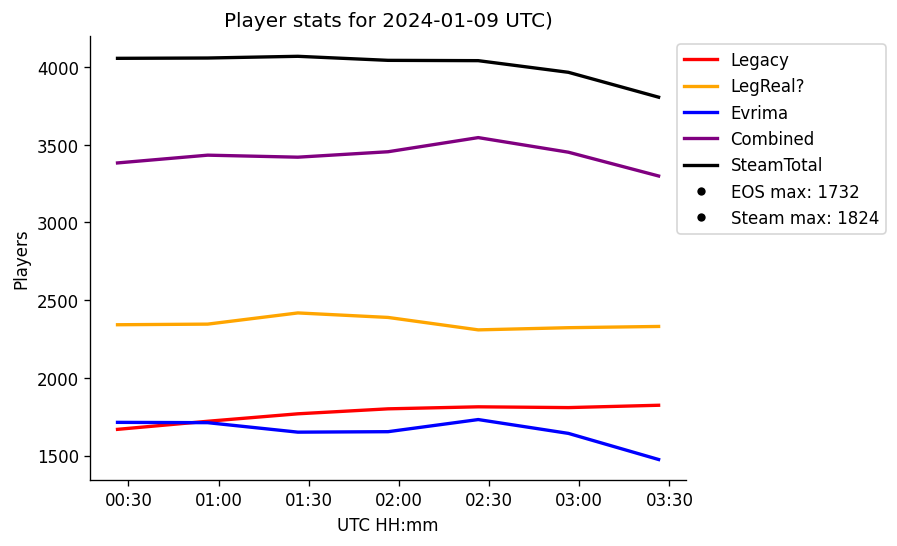 Player stats for 2024-01-09 UTC)
Legacy
LegReal?
Evrima
Combined
SteamTotal
EOS max: 1732
Steam max: 1824
Players
4000
3500
3000
2500
2000
1500
00:30 01:00 01:30 02:00 02:30 03:00 03:30
UTC HH:mm